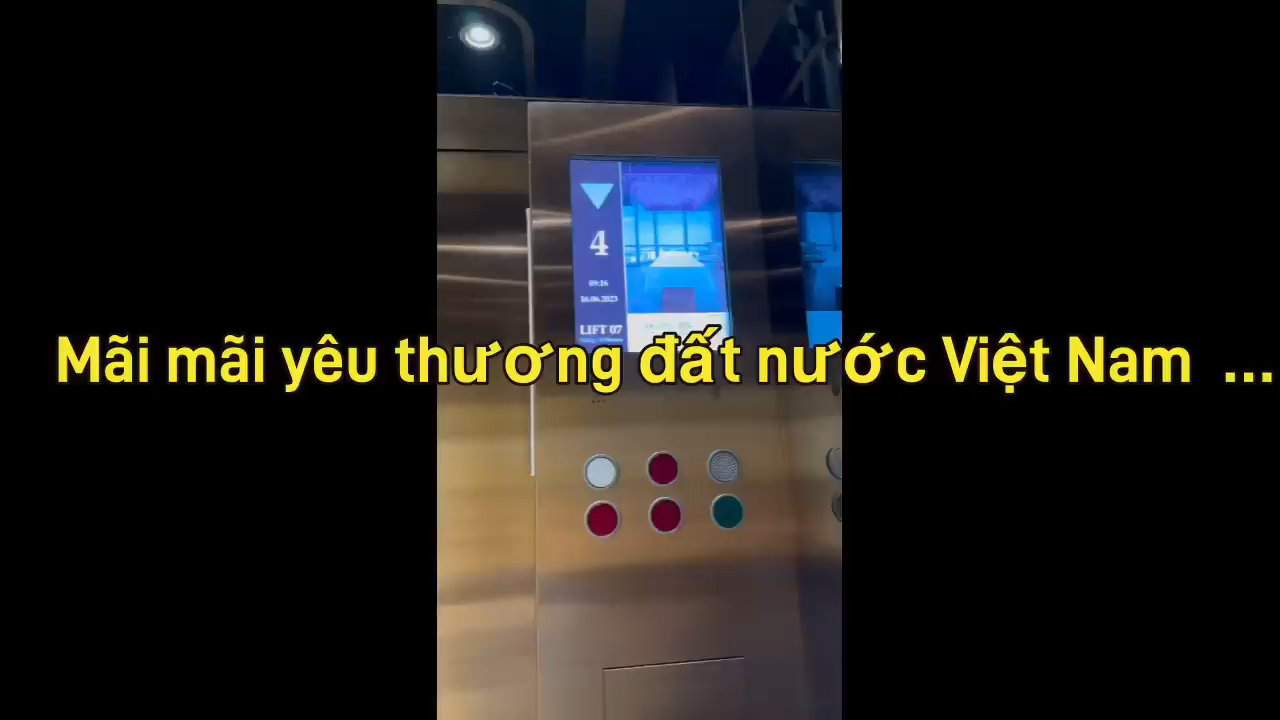 4
09:16
16.06.2023
LIFT 07
Mãi mãi yêu thương đất nước Việt Nam ...